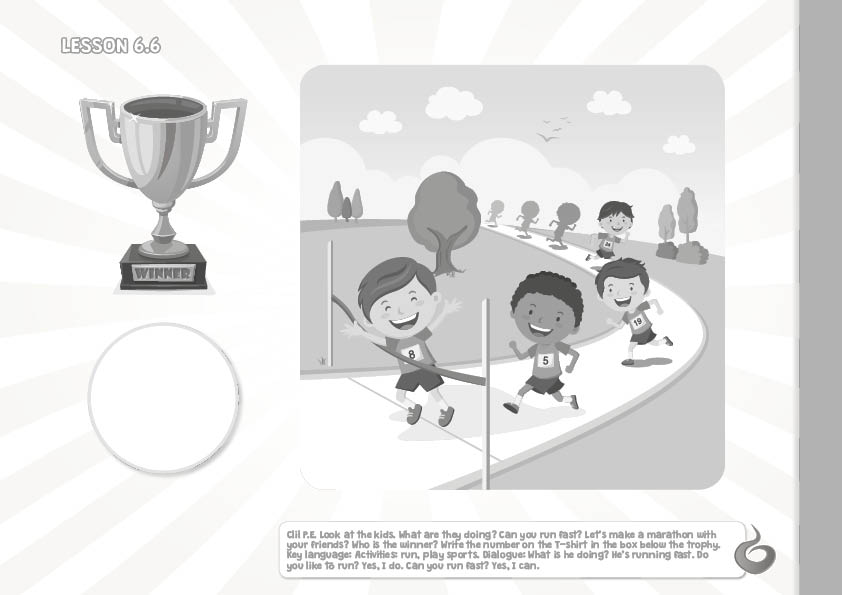 LESSON 6.6
WINNER
24
8
5
19
Clil P.E. Look at the kids. What are they doing? Can you run fast? Let's make a marathon with
your friends? Who is the winner? Write the number on the T-shirt in the box below the trophy.
Key language: Activities: run, play sports. Dialogue: What is he doing? He's running fast. Do
you like to run? Yes, I do. Can you run fast? Yes, I can.
6